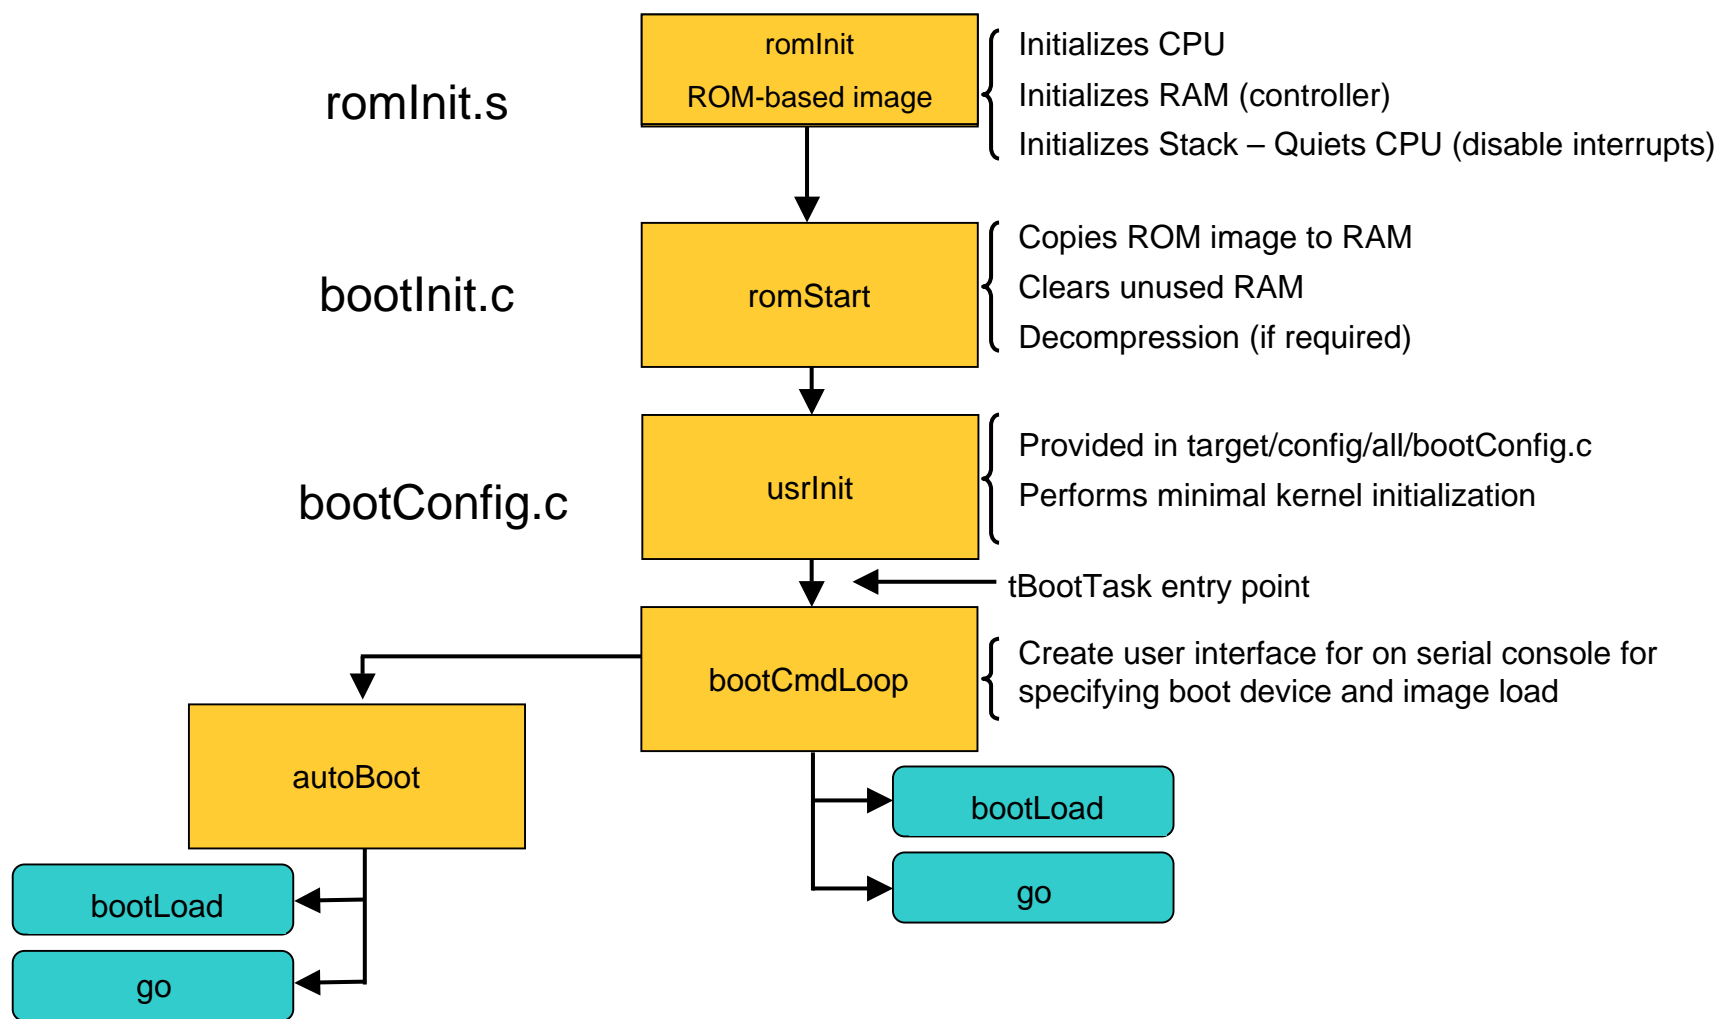 romInit
ROM-based image
romInit.s
Initializes CPU
Initializes RAM (controller)
Initializes Stack – Quiets CPU (disable interrupts)
bootInit.c
romStart
Copies ROM image to RAM
Clears unused RAM
Decompression (if required)
bootConfig.c
usrInit
Provided in target/config/all/bootConfig.c
Performs minimal kernel initialization
tBootTask entry point
bootCmdLoop
Create user interface for on serial console for
specifying boot device and image load
autoBoot
bootLoad
go
bootLoad
go